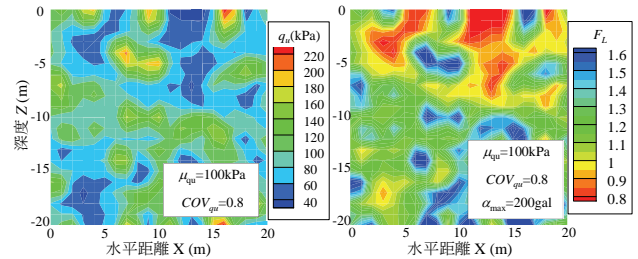 深度 Z (m)
0
-5
-10
-15
-20
0 5 10 15 20
水平距離 X (m)
μqu=100kPa
COVqu=0.8
qu(kPa)
220
200
180
160
140
120
100
80
60
40
0
-5
-10
-15
-20
0 5 10 15 20
水平距離 X (m)
μqu=100kPa
COVqu=0.8
αmax=200gal
FL
1.6
1.5
1.4
1.3
1.2
1.1
1
0.9
0.8